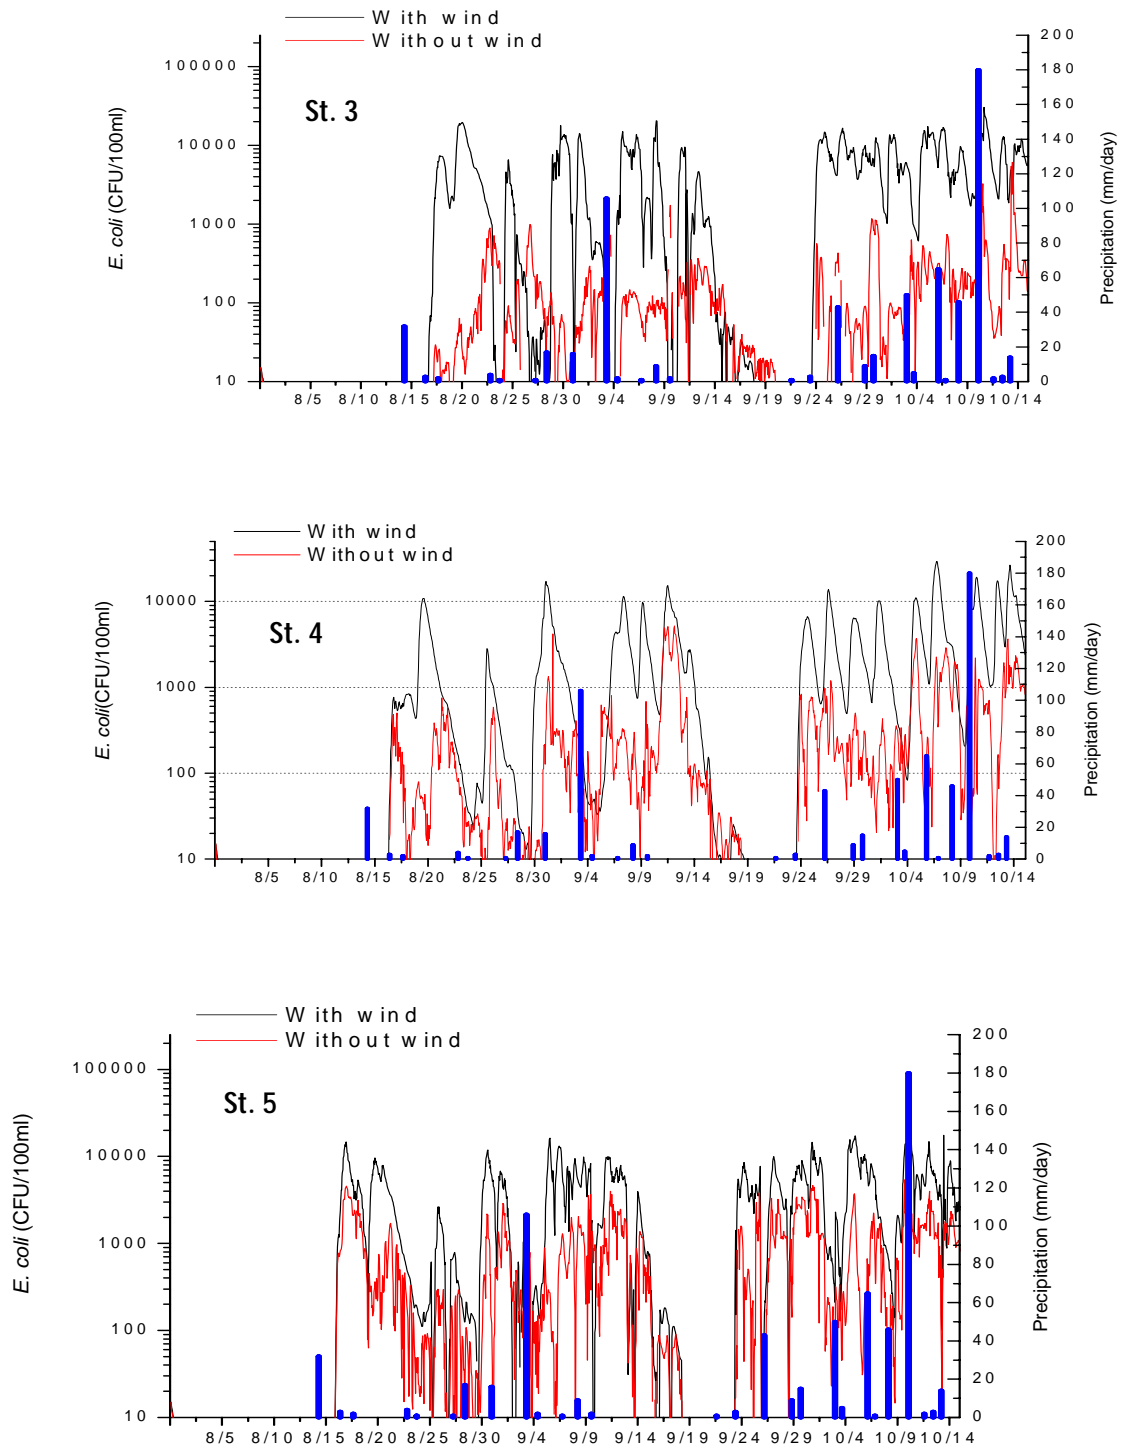 With wind
Without wind
St. 3
E. coli (CFU/100ml)
100000
10000
1000
100
10
200
180
160
140
120
100
80
60
40
20
0
Precipitation (mm/day)
8/5 8/10 8/15 8/20 8/25 8/30 9/4 9/9 9/14 9/19 9/24 9/29 10/4 10/9 10/14
With wind
Without wind
St. 4
E. coli(CFU/100ml)
10000
1000
100
10
200
180
160
140
120
100
80
60
40
20
0
Precipitation (mm/day)
8/5 8/10 8/15 8/20 8/25 8/30 9/4 9/9 9/14 9/19 9/24 9/29 10/4 10/9 10/14
With wind
Without wind
St. 5
E. coli (CFU/100ml)
100000
10000
1000
100
10
200
180
160
140
120
100
80
60
40
20
0
Precipitation (mm/day)
8/5 8/10 8/15 8/20 8/25 8/30 9/4 9/9 9/14 9/19 9/24 9/29 10/4 10/9 10/14